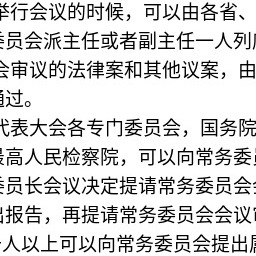 举行会议的时候，可以由各省、
委员会派主任或者副主任一人列
会审议的法律案和其他议案，由
通过。
代表大会各专门委员会，国务院
最高人民检察院，可以向常务委
委员长会议决定提请常务委员会
出报告，再提请常务委员会会议
人以上可以向常务委员会提出